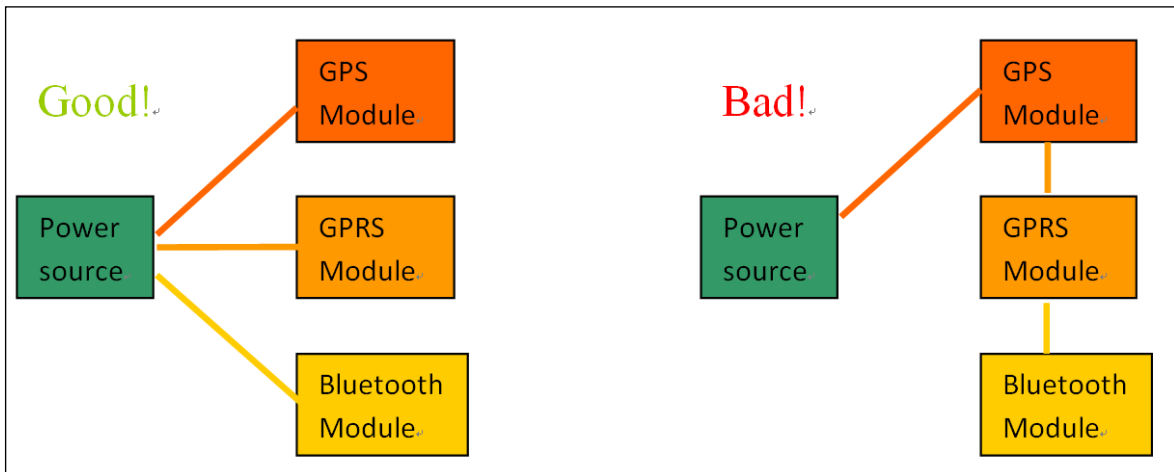 Good!
GPS
Module
Power
source
GPRS
Module
Bluetooth
Module
Bad!
GPS
Module
Power
source
GPRS
Module
Bluetooth
Module